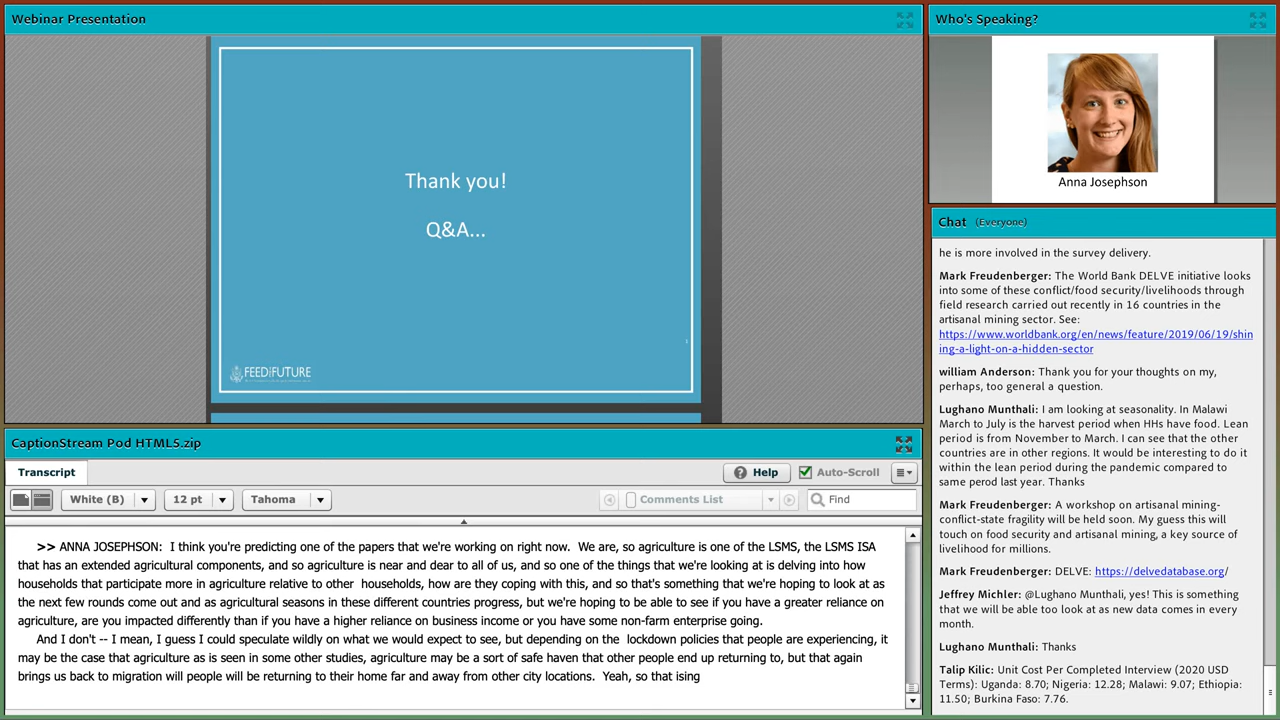 Webinar Presentation
Thank you!
Q&A...
FEED THE FUTURE
Who's Speaking?
Anna Josephson
Chat (Everyone)
he is more involved in the survey delivery.
Mark Freudenberger: The World Bank DELVE initiative looks
into some of these conflict/food security/livelihoods through
field research carried out recently in 16 countries in the
artisanal mining sector. See:
https://www.worldbank.org/en/news/feature/2019/06/19/shin
ing-a-light-on-a-hidden-sector
william Anderson: Thank you for your thoughts on my,
perhaps, too general a question.
Lughano Munthali: I am looking at seasonality. In Malawi
March to July is the harvest period when HHs have food. Lean
period is from November to March. I can see that the other
countries are in other regions. It would be interesting to do it
within the lean period during the pandemic compared to
same perod last year. Thanks
Mark Freudenberger: A workshop on artisanal mining-
conflict-state fragility will be held soon. My guess this will
touch on food security and artisanal mining, a key source of
livelihood for millions.
Mark Freudenberger: DELVE: https://delvedatabase.org/
Jeffrey Michler: @Lughano Munthali, yes! This is something
that we will be able too look at as new data comes in every
month.
Lughano Munthali: Thanks
Talip Kilic: Unit Cost Per Completed Interview (2020 USD
Terms): Uganda: 8.70; Nigeria: 12.28; Malawi: 9.07; Ethiopia:
11.50; Burkina Faso: 7.76.
CaptionStream Pod HTML5.zip
Transcript
Help
Auto-Scroll
White (B)
12 pt
Tahoma
Comments List
Find
>> ANNA JOSEPHSON: I think you're predicting one of the papers that we're working on right now. We are, so agriculture is one of the LSMS, the LSMS ISA
that has an extended agricultural components, and so agriculture is near and dear to all of us, and so one of the things that we're looking at is delving into how
households that participate more in agriculture relative to other households, how are they coping with this, and so that's something that we're hoping to look at as
the next few rounds come out and as agricultural seasons in these different countries progress, but we're hoping to be able to see if you have a greater reliance on
agriculture, are you impacted differently than if you have a higher reliance on business income or you have some non-farm enterprise going.
And I don't -- I mean, I guess I could speculate wildly on what we would expect to see, but depending on the lockdown policies that people are experiencing, it
may be the case that agriculture as is seen in some other studies, agriculture may be a sort of safe haven that other people end up returning to, but that again
brings us back to migration will people will be returning to their home far and away from other city locations. Yeah, so that ising